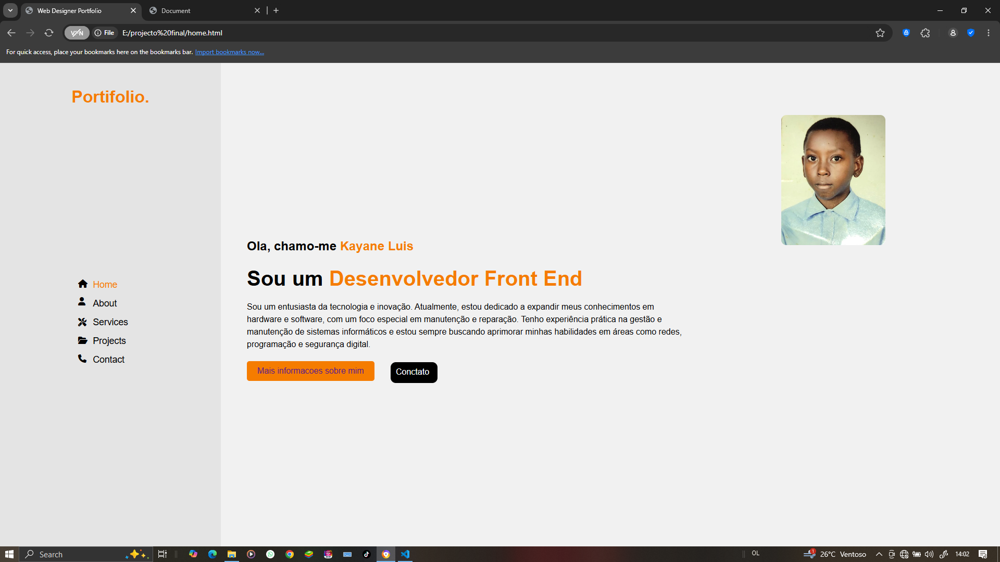 Web Designer Portfolio
Document
VPN
File
E:/projecto%20final/home.html
For quick access, place your bookmarks here on the bookmarks bar. Import bookmarks now...
Portifolio.
Home
About
Services
Projects
Contact
Ola, chamo-me Kayane Luis
Sou um Desenvolvedor Front End
Sou um entusiasta da tecnologia e inovação. Atualmente, estou dedicado a expandir meus conhecimentos em
hardware e software, com um foco especial em manutenção e reparação. Tenho experiência prática na gestão e
manutenção de sistemas informáticos e estou sempre buscando aprimorar minhas habilidades em áreas como redes,
programação e segurança digital.
Mais informacoes sobre mim
Conctato
Search
OL
1
26°C Ventoso
14:02